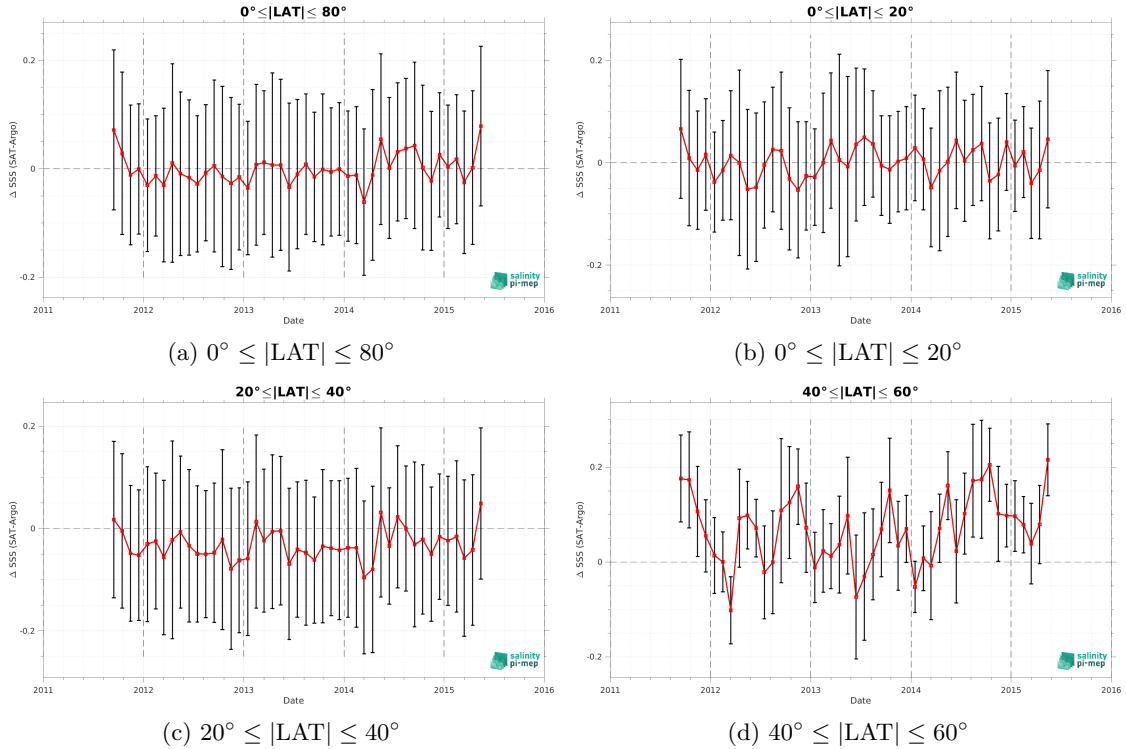 0°≤|LAT|≤ 80°
Δ SSS (SAT-Argo)
0.2
0
-0.2
2011 2012 2013 2014 2015 2016
Date
salinity
pi-mep
(a) 0° ≤ |LAT| ≤ 80°
0°≤|LAT|≤ 20°
Δ SSS (SAT-Argo)
0.2
0
-0.2
2011 2012 2013 2014 2015 2016
Date
salinity
pi-mep
(b) 0° ≤ |LAT| ≤ 20°
20°≤|LAT|≤ 40°
Δ SSS (SAT-Argo)
0.2
0
-0.2
2011 2012 2013 2014 2015 2016
Date
salinity
pi-mep
(c) 20° ≤ |LAT| ≤ 40°
40°≤|LAT|≤ 60°
Δ SSS (SAT-Argo)
0.2
0
-0.2
2011 2012 2013 2014 2015 2016
Date
salinity
pi-mep
(d) 40° ≤ |LAT| ≤ 60°